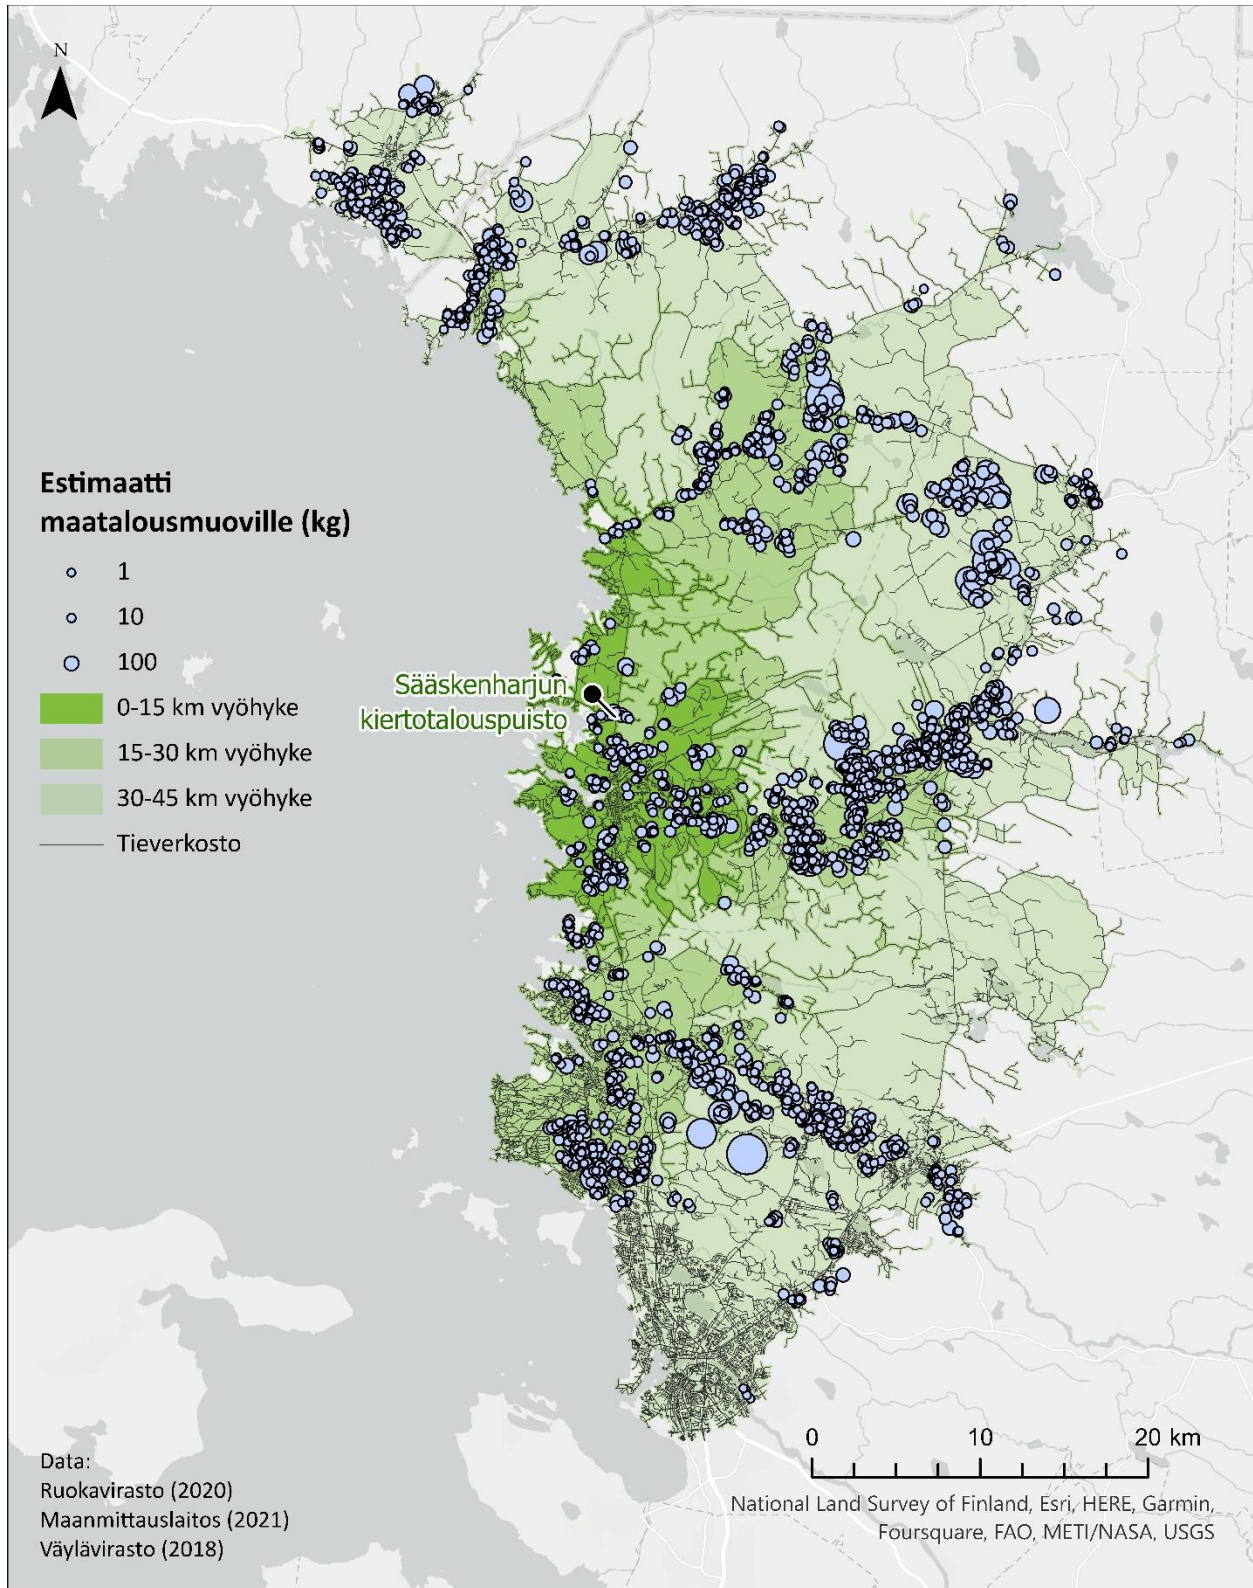 N
Estimaatti
maatalousmuoville (kg)
1
10
100
0-15 km vyöhyke
15-30 km vyöhyke
30-45 km vyöhyke
Tieverkosto
Sääskenharjun
kiertotalouspuisto
Data:
Ruokavirasto (2020)
Maanmittauslaitos (2021)
Väylävirasto (2018)
0 10 20 km
National Land Survey of Finland, Esri, HERE, Garmin,
Foursquare, FAO, METI/NASA, USGS